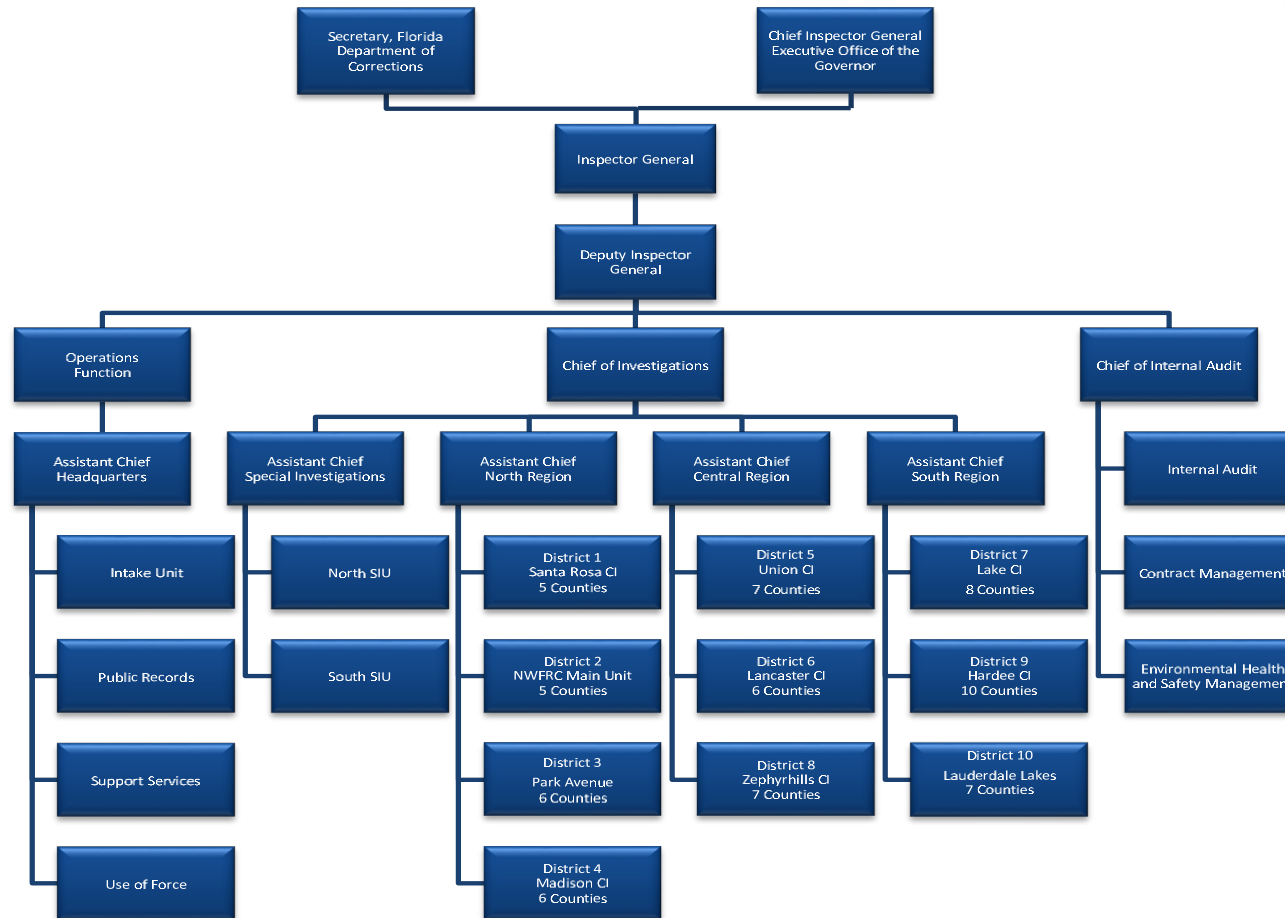 Secretary, Florida
Department of
Corrections
Chief Inspector General
Executive Office of the
Governor
Inspector General
Deputy Inspector
General
Operations
Function
Chief of Investigations
Chief of Internal Audit
Assistant Chief
Headquarters
Assistant Chief
Special Investigations
Assistant Chief
North Region
Assistant Chief
Central Region
Assistant Chief
South Region
Internal Audit
Intake Unit
North SIU
District 1
Santa Rosa CI
5 Counties
District 5
Union CI
7 Counties
District 7
Lake CI
8 Counties
Contract Management
Public Records
South SIU
District 2
NWFRC Main Unit
5 Counties
District 6
Lancaster CI
6 Counties
District 9
Hardee CI
10 Counties
Environmental Health
and Safety Management
Support Services
District 3
Park Avenue
6 Counties
District 8
Zephyrhills CI
7 Counties
District 10
Lauderdale Lakes
7 Counties
Use of Force
District 4
Madison CI
6 Counties